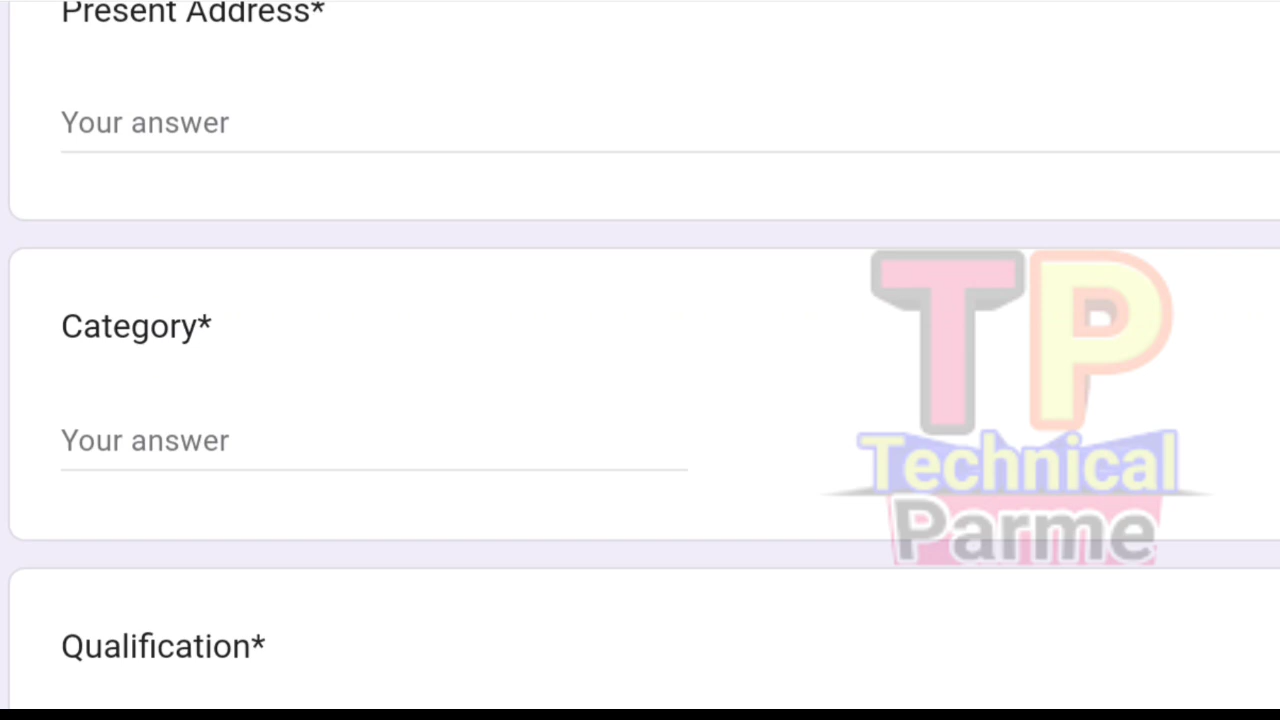 Present Address*
Your answer
Category*
Your answer
TP
Technical
Parme
Qualification*